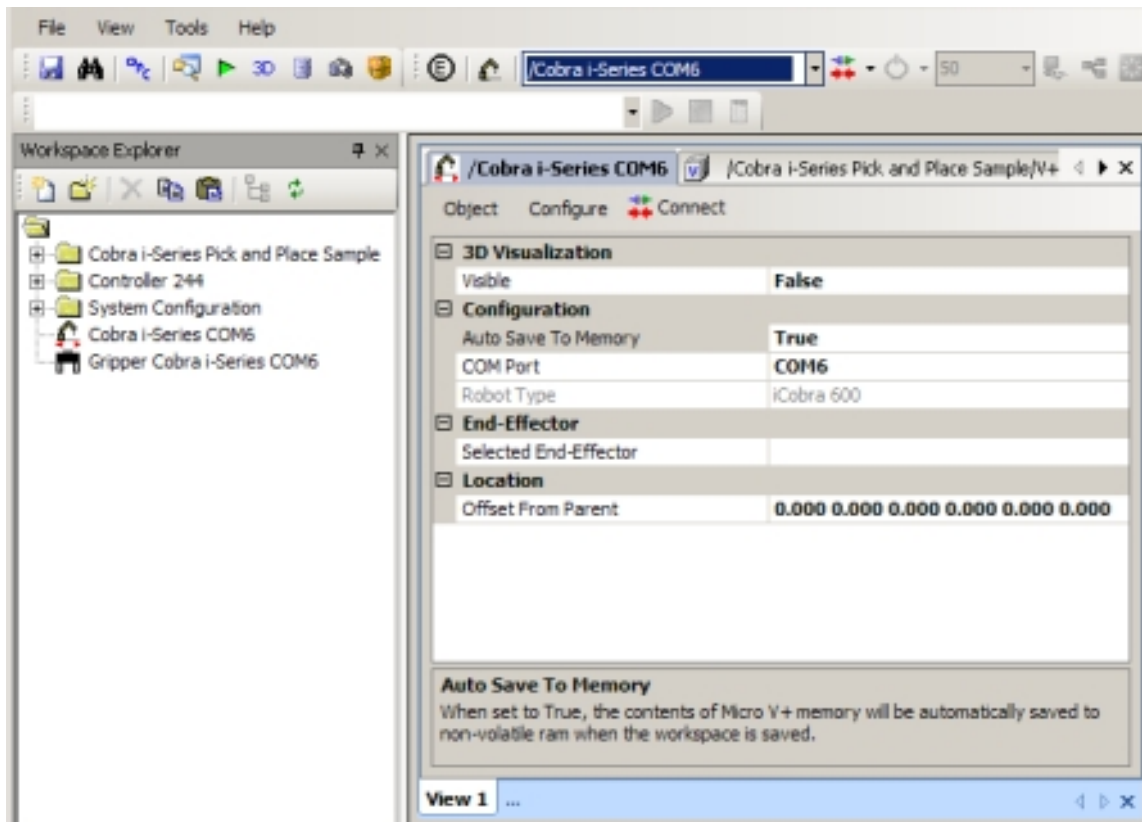 File View Tools Help
3D E /Cobra i-Series COM6 50
Workspace Explorer
Cobra i-Series Pick and Place Sample
Controller 244
System Configuration
Cobra i-Series COM6
Gripper Cobra i-Series COM6
/Cobra i-Series COM6 /Cobra i-Series Pick and Place Sample/V+
Object Configure Connect
3D Visualization
Visible False
Configuration
Auto Save To Memory True
COM Port COM6
Robot Type iCobra 600
End-Effector
Selected End-Effector
Location
Offset From Parent 0.000 0.000 0.000 0.000 0.000 0.000
Auto Save To Memory
When set to True, the contents of Micro V+ memory will be automatically saved to
non-volatile ram when the workspace is saved.
View 1 ...